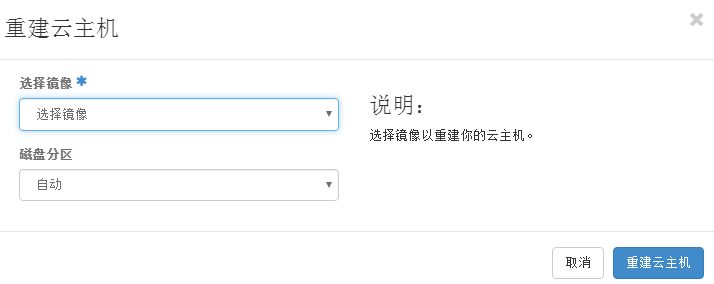 重建云主机
×
选择镜像 *
选择镜像
磁盘分区
自动
说明：
选择镜像以重建你的云主机。
取消
重建云主机